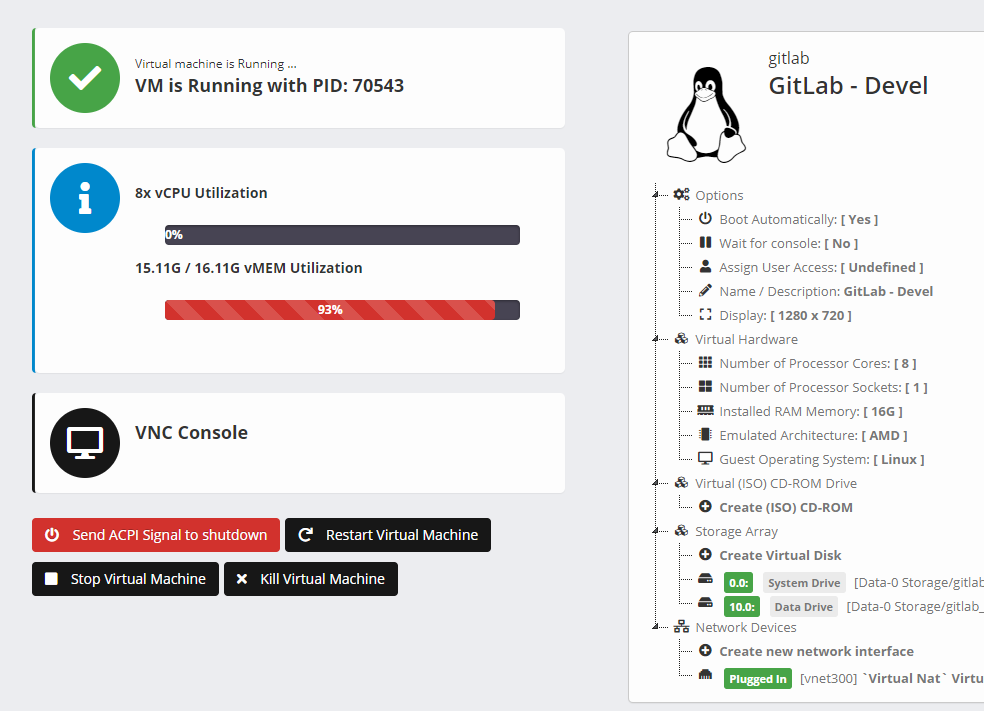 Virtual machine is Running ...
VM is Running with PID: 70543
8x vCPU Utilization
0%
15.11G / 16.11G vMEM Utilization
93%
VNC Console
Send ACPI Signal to shutdown
Restart Virtual Machine
Stop Virtual Machine
Kill Virtual Machine
gitlab
GitLab - Devel
Options
Boot Automatically: [ Yes ]
Wait for console: [ No ]
Assign User Access: [ Undefined ]
Name / Description: GitLab - Devel
Display: [ 1280 x 720 ]
Virtual Hardware
Number of Processor Cores: [ 8 ]
Number of Processor Sockets: [ 1 ]
Installed RAM Memory: [ 16G ]
Emulated Architecture: [ AMD ]
Guest Operating System: [ Linux ]
Virtual (ISO) CD-ROM Drive
Create (ISO) CD-ROM
Storage Array
Create Virtual Disk
0.0: System Drive [Data-0 Storage/gitlab
10.0: Data Drive [Data-0 Storage/gitlab_
Network Devices
Create new network interface
Plugged In [vnet300] `Virtual Nat` Virtu